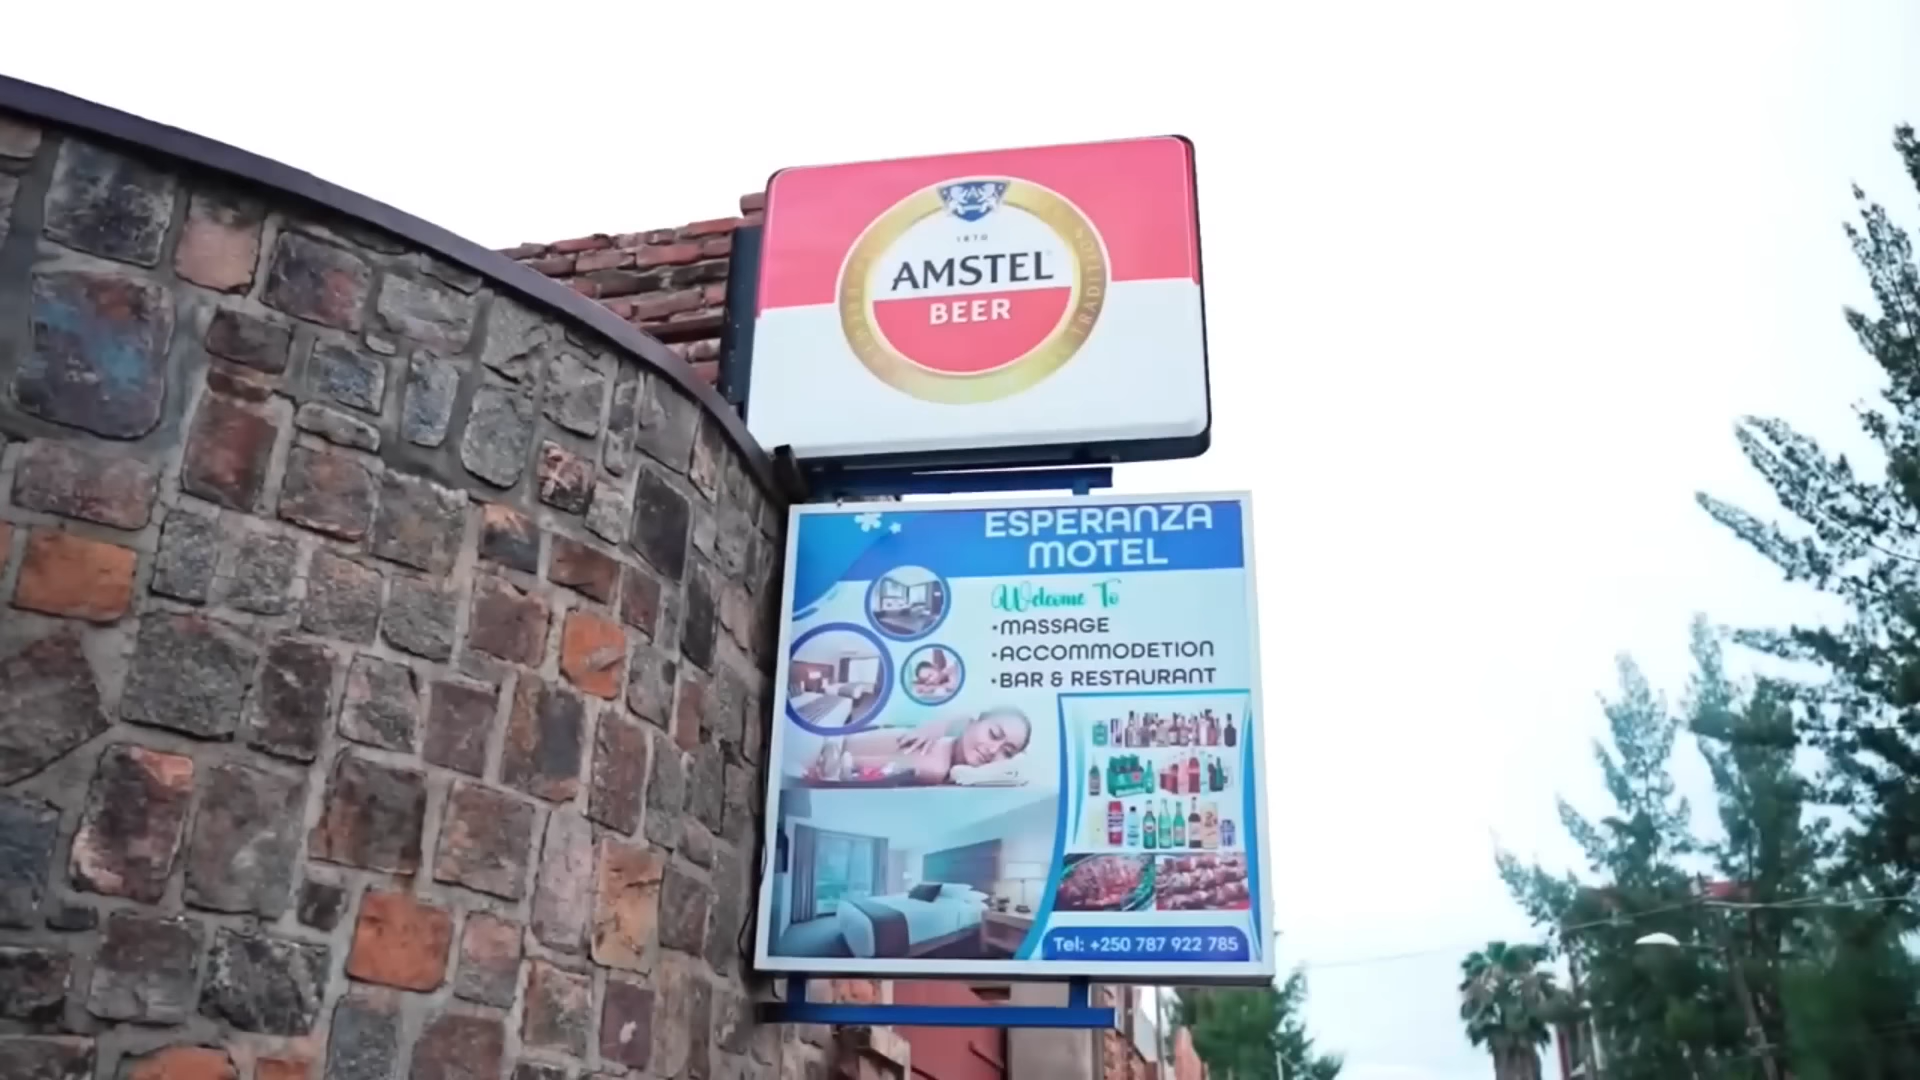 1870
AMSTEL
BEER
TRADITION
ESPERANZA
MOTEL
Welcome To
•MASSAGE
•ACCOMMODETION
•BAR & RESTAURANT
Tel: +250 787 922 785